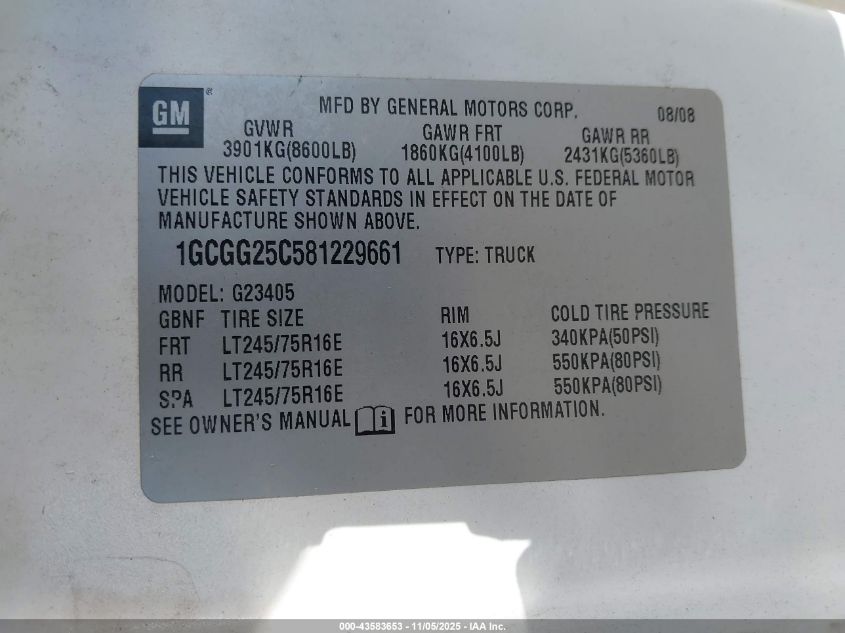 GM ®
MFD BY GENERAL MOTORS CORP. 08/08
GVWR GAWR FRT GAWR RR
3901KG(8600LB) 1860KG(4100LB) 2431KG(5360LB)
THIS VEHICLE CONFORMS TO ALL APPLICABLE U.S. FEDERAL MOTOR
VEHICLE SAFETY STANDARDS IN EFFECT ON THE DATE OF
MANUFACTURE SHOWN ABOVE.
1GCGG25C581229661 TYPE: TRUCK
MODEL: G23405
GBNF TIRE SIZE RIM COLD TIRE PRESSURE
FRT LT245/75R16E 16X6.5J 340KPA(50PSI)
RR LT245/75R16E 16X6.5J 550KPA(80PSI)
SPA LT245/75R16E 16X6.5J 550KPA(80PSI)
SEE OWNER'S MANUAL i FOR MORE INFORMATION.
000-43583653 - 11/05/2025 - IAA Inc.